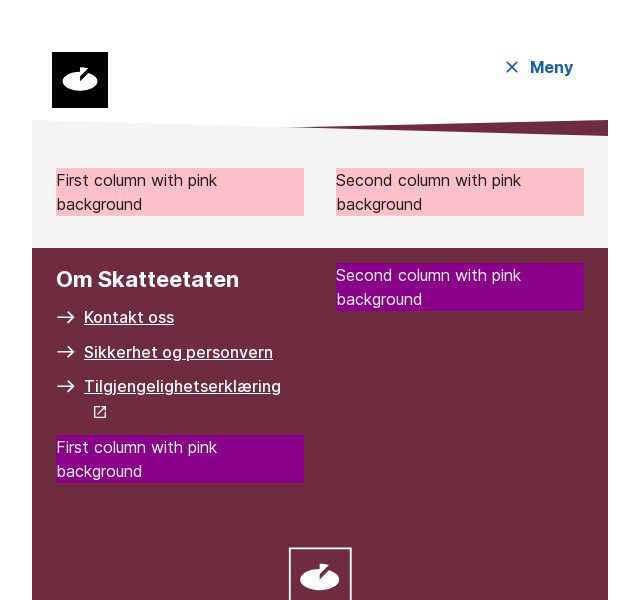 Meny
First column with pink
background
Second column with pink
background
Om Skatteetaten
Kontakt oss
Sikkerhet og personvern
Tilgjengelighetserklæring
First column with pink
background
Second column with pink
background